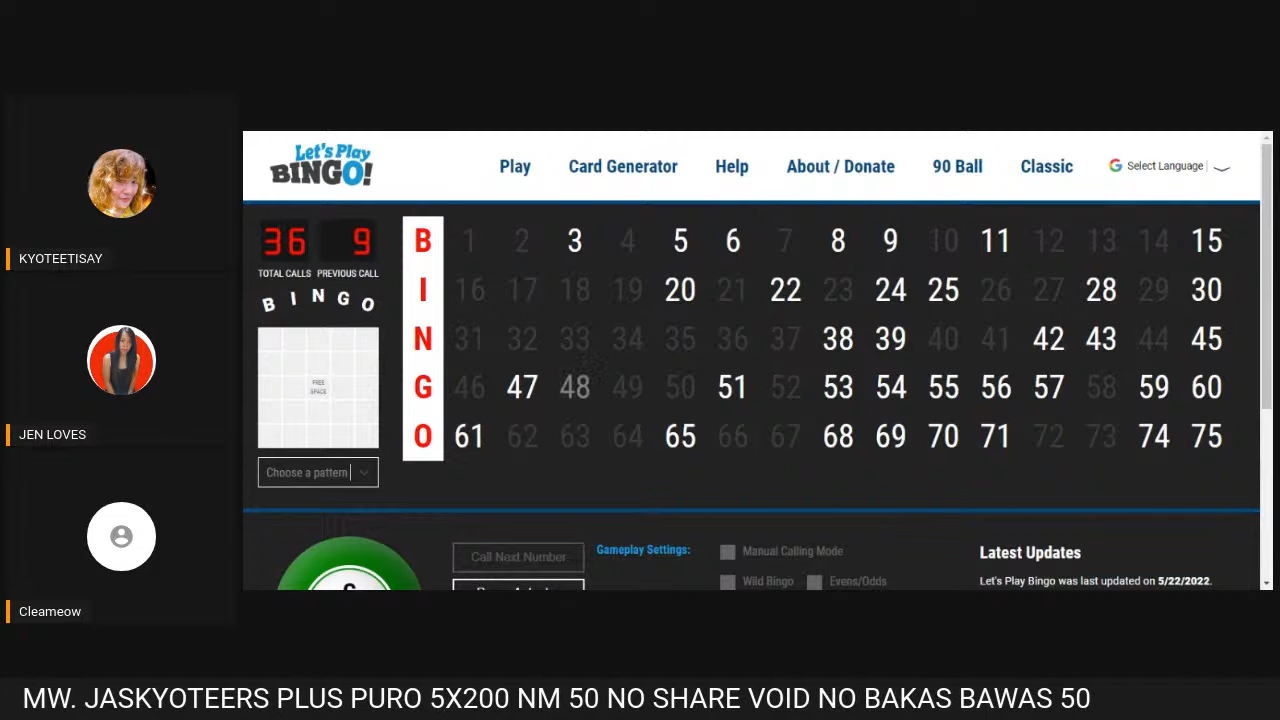 KYOTEETISAY
JEN LOVES
Cleameow
Let's Play
BINGO!
Play Card Generator Help About / Donate 90 Ball Classic Select Language
36 9
TOTAL CALLS PREVIOUS CALL
B I N G O
FREE
SPACE
Choose a pattern
B 1 2 3 4 5 6 7 8 9 10 11 12 13 14 15
I 16 17 18 19 20 21 22 23 24 25 26 27 28 29 30
N 31 32 33 34 35 36 37 38 39 40 41 42 43 44 45
G 46 47 48 49 50 51 52 53 54 55 56 57 58 59 60
O 61 62 63 64 65 66 67 68 69 70 71 72 73 74 75
Call Next Number
Gameplay Settings:
Manual Calling Mode
Wild Bingo Evens/Odds
Latest Updates
Let's Play Bingo was last updated on 5/22/2022.
MW. JASKYOTEERS PLUS PURO 5X200 NM 50 NO SHARE VOID NO BAKAS BAWAS 50